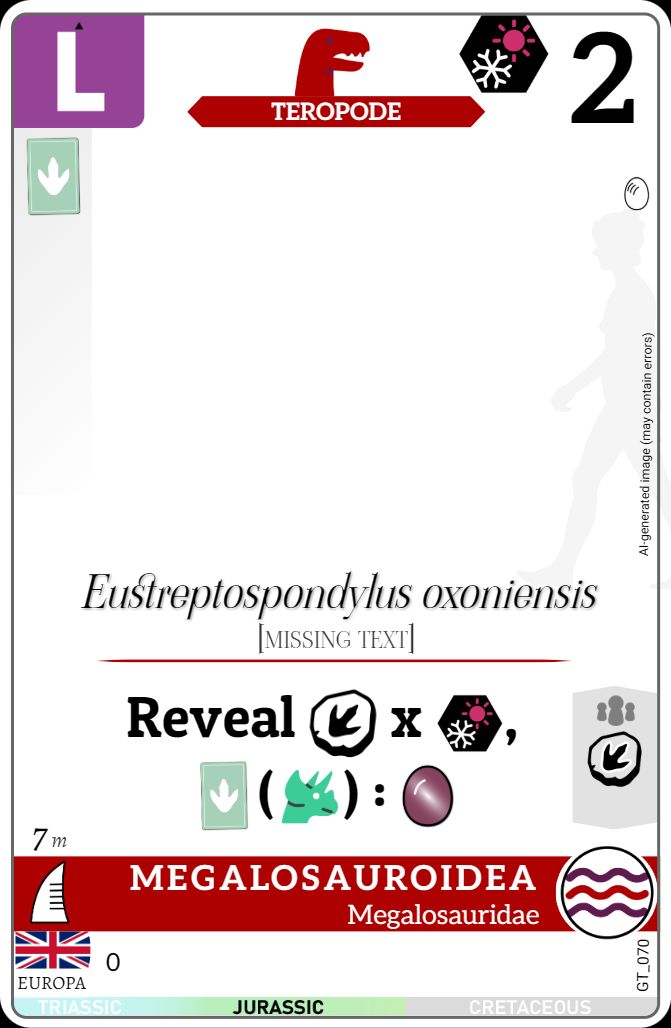 L
TEROPODE
2
AI-generated image (may contain errors)
Eustreptospondylus oxoniensis
[MISSING TEXT]
Reveal x ,
( ) :
7 m
MEGALOSAUROIDEA
Megalosauridae
0
EUROPA
GT_070
TRIASSIC JURASSIC CRETACEOUS